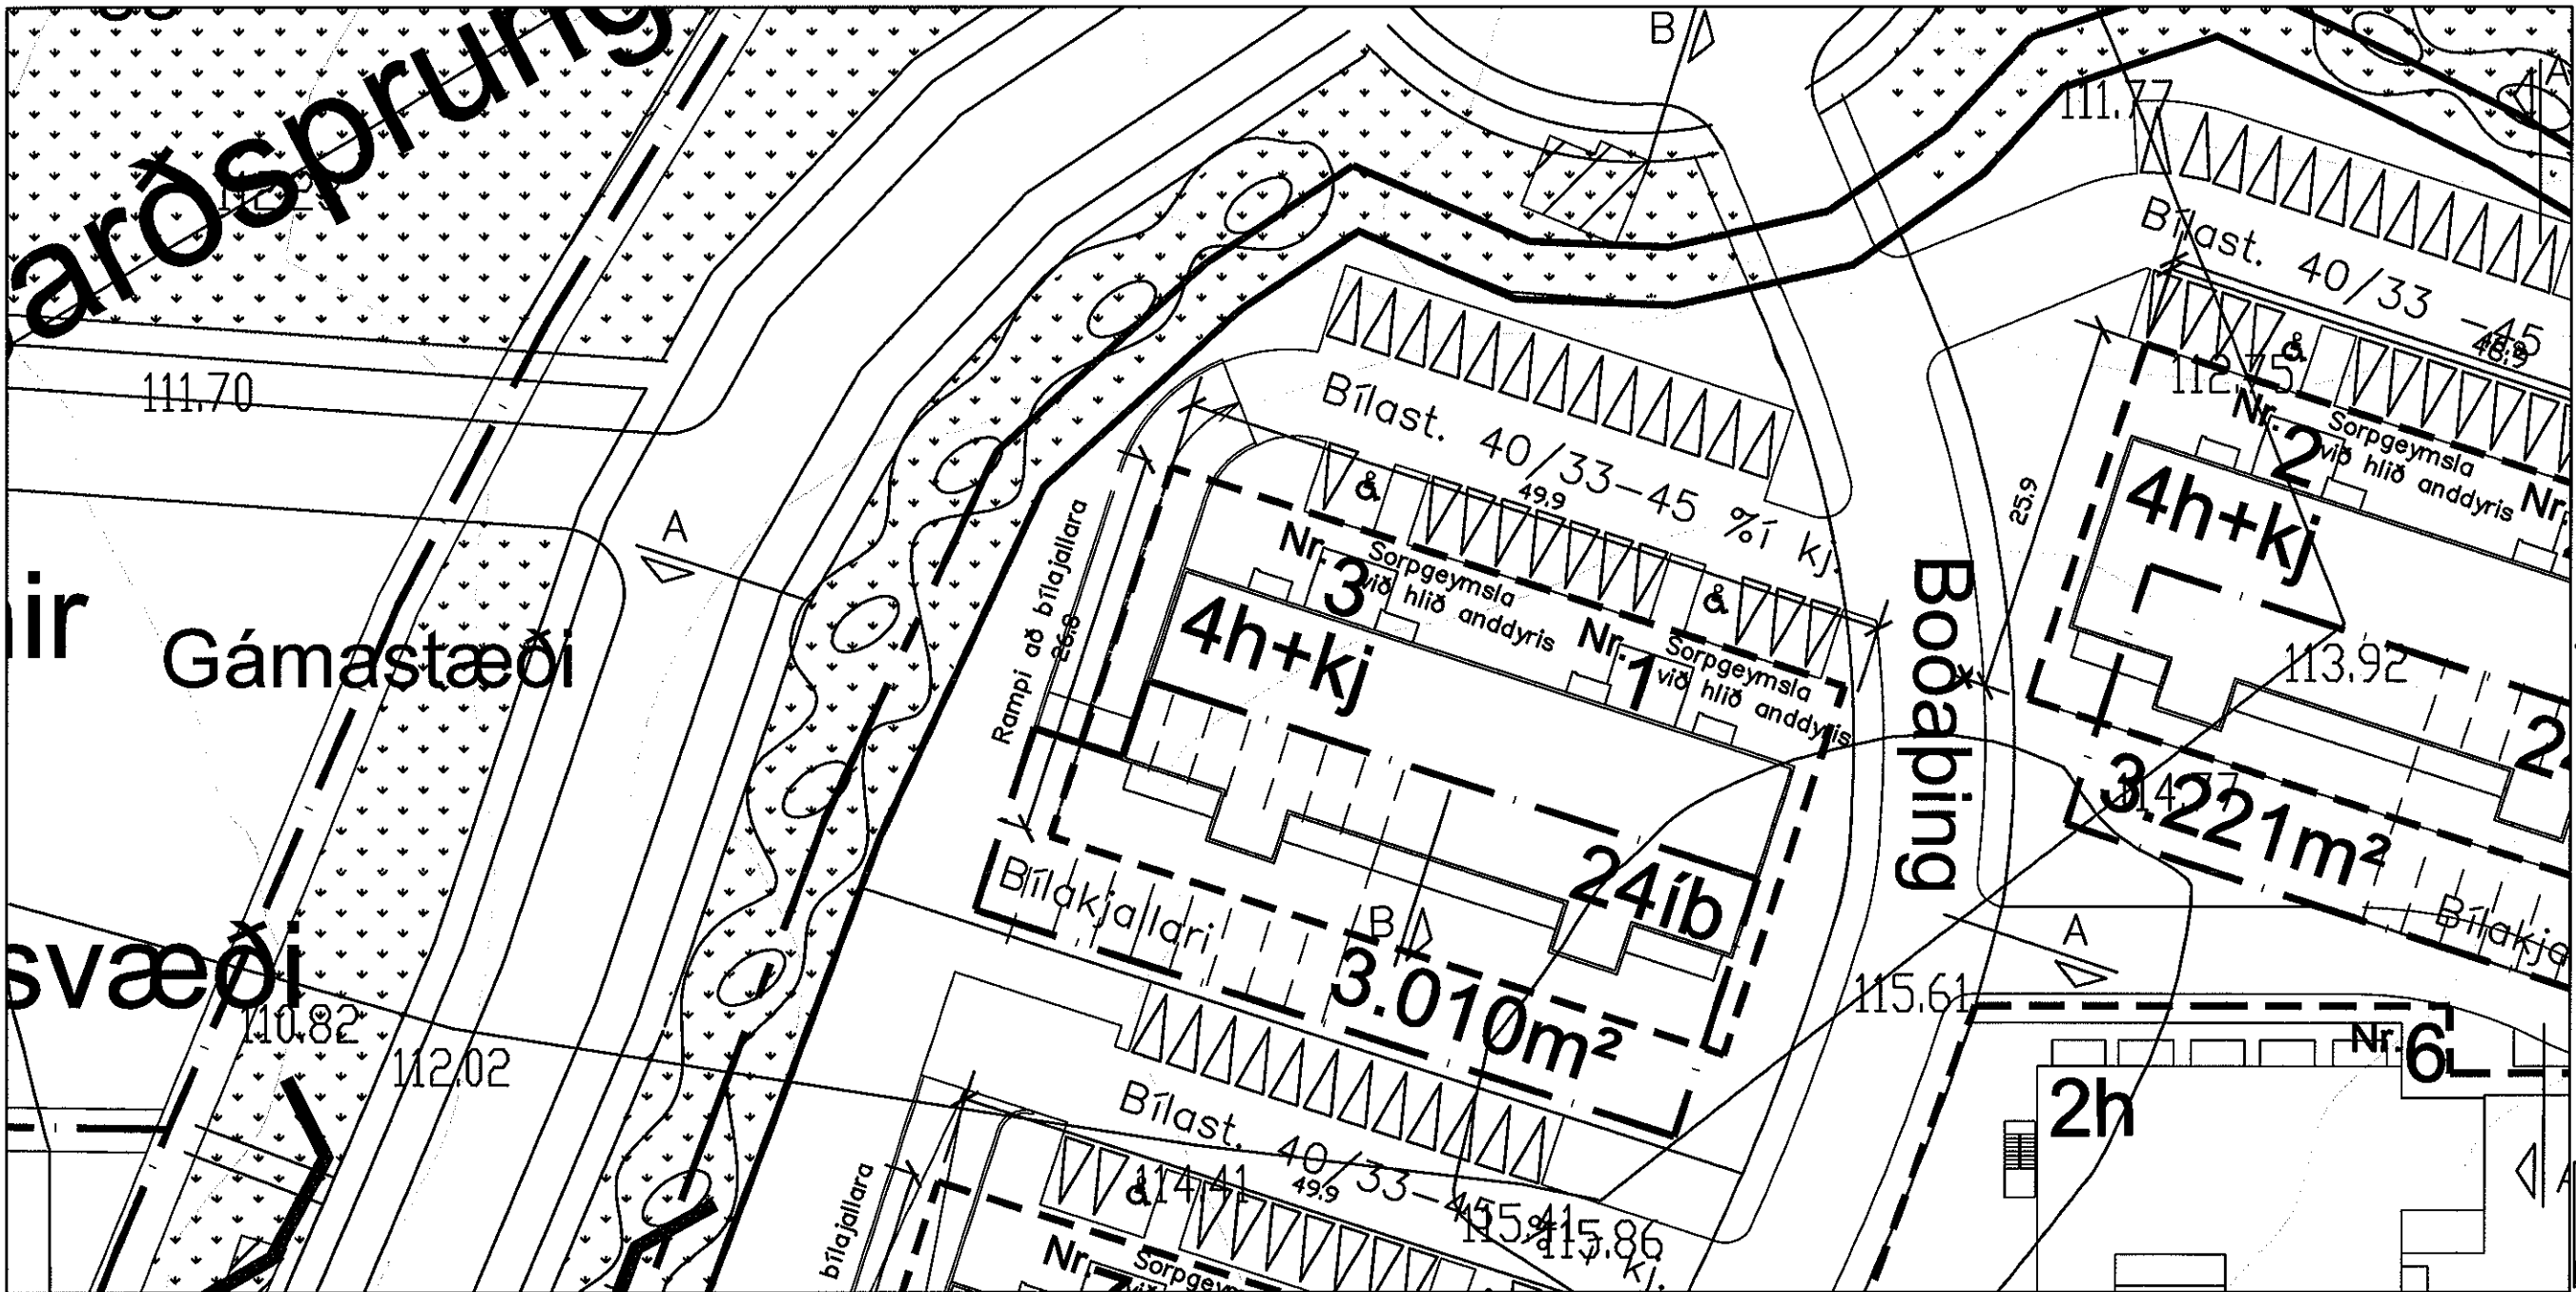 arðsprung
111.70
Gámastæði
svæði
110.82
112.02
A
B
Bílast. 40/33-45 % í kj.
49.9
Nr. 3
Sorpgeymsla
við hlið anddyris
Nr. 1
Sorpgeymsla
við hlið anddyris
4h+kj
Rampi að bílajallara
26.8
Bílakjallari
24íb
B
3.010m²
Boðaþing
111.77
Bílast. 40/33 -45
112.75
Nr. 2
Sorpgeymsla
við hlið anddyris
Nr.
4h+kj
25.9
113.92
3.221m²
A
115.61
Nr. 6
2h
Bílast. 40/33-45 % í kj.
49.9
114.41
115.41
115.86
bílajallara
Nr.
A
A